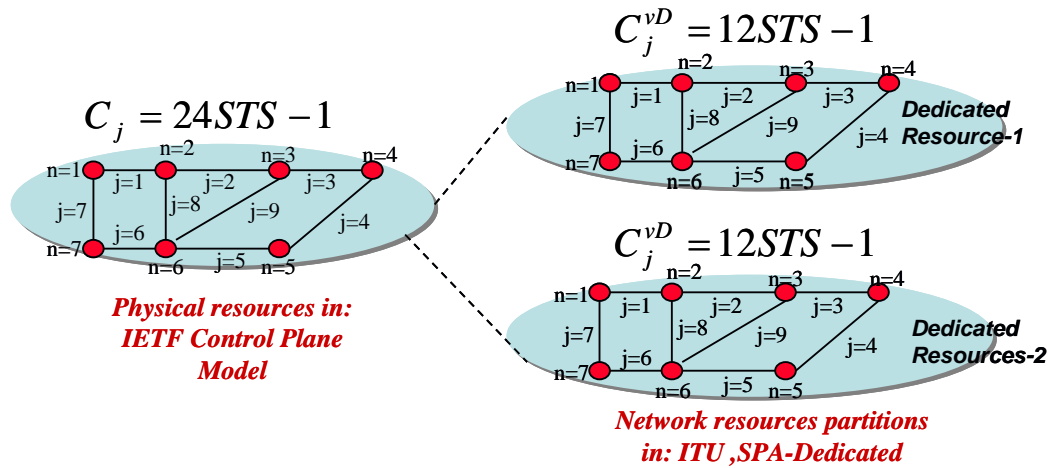 C_j = 24STS − 1
n=1
n=2
n=3
n=4
j=1
j=2
j=3
j=7
j=8
j=9
j=4
j=6
n=7
n=6
j=5
n=5
Physical resources in:
IETF Control Plane
Model
C_j^{vD} = 12STS − 1
n=1
n=2
n=3
n=4
j=1
j=2
j=3
Dedicated
Resource-1
j=7
j=8
j=9
j=4
j=6
n=7
n=6
j=5
n=5
C_j^{vD} = 12STS − 1
n=1
n=2
n=3
n=4
j=1
j=2
j=3
Dedicated
Resources-2
j=7
j=8
j=9
j=4
j=6
n=7
n=6
j=5
n=5
Network resources partitions
in: ITU ,SPA-Dedicated